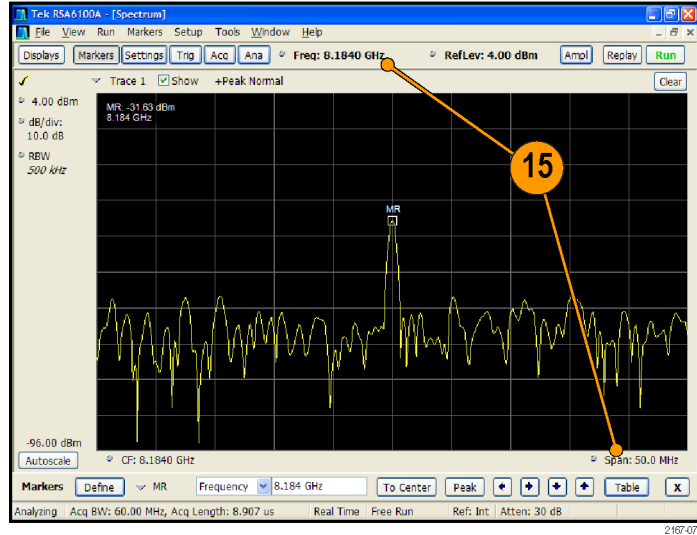 Tek RSA6100A - [Spectrum]
File View Run Markers Setup Tools Window Help
Displays Markers Settings Trig Acq Ana Freq: 8.1840 GHz RefLev: 4.00 dBm Ampl Replay Run
Trace 1 Show +Peak Normal Clear
4.00 dBm
dB/div:
10.0 dB
RBW
500 kHz
MR: -31.63 dBm
8.184 GHz
15
MR
-96.00 dBm
Autoscale CF: 8.1840 GHz Span: 50.0 MHz
Markers Define MR Frequency 8.184 GHz To Center Peak Table X
Analyzing Acq BW: 60.00 MHz, Acq Length: 8.907 us Real Time Free Run Ref: Int Atten: 30 dB
2167-07